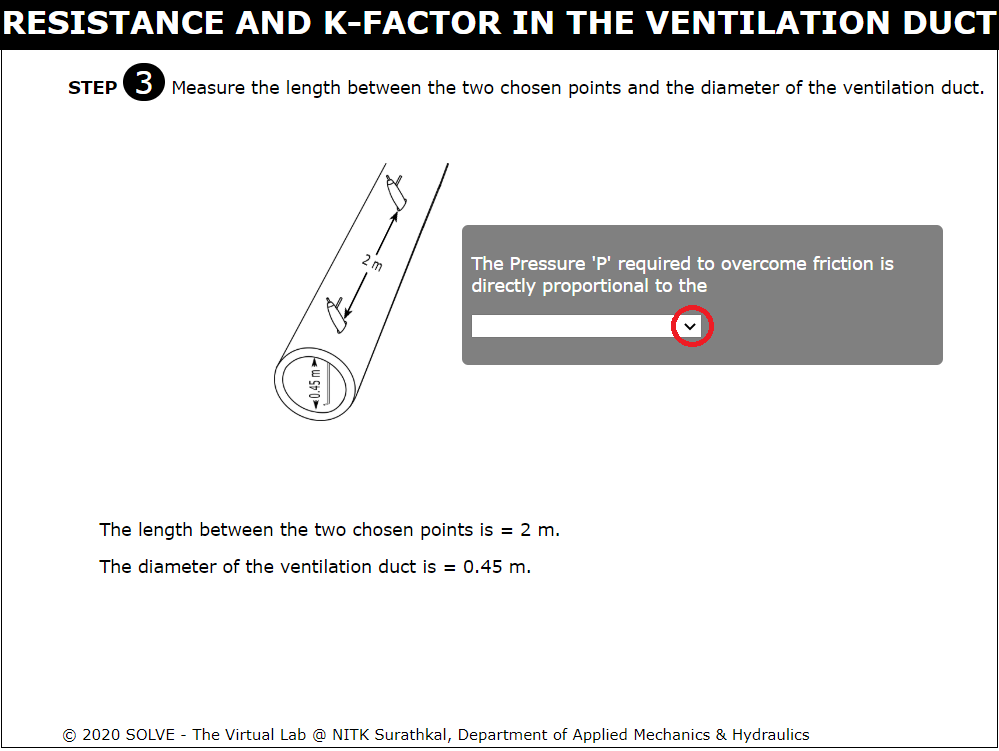 RESISTANCE AND K-FACTOR IN THE VENTILATION DUCT
STEP 3 Measure the length between the two chosen points and the diameter of the ventilation duct.
2 m
The Pressure 'P' required to overcome friction is
directly proportional to the
0.45 m
The length between the two chosen points is = 2 m.
The diameter of the ventilation duct is = 0.45 m.
© 2020 SOLVE - The Virtual Lab @ NITK Surathkal, Department of Applied Mechanics & Hydraulics